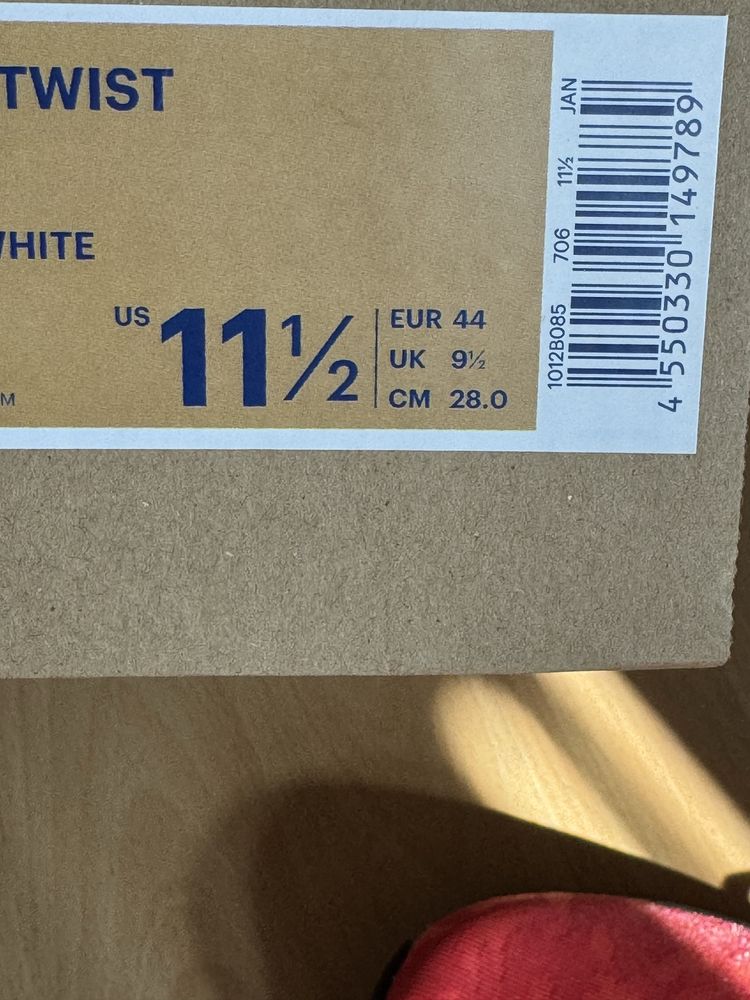 TWIST
WHITE
US 11½
EUR 44
UK 9½
CM 28.0
M
1012B085 706 11½ JAN
4 550330 149789